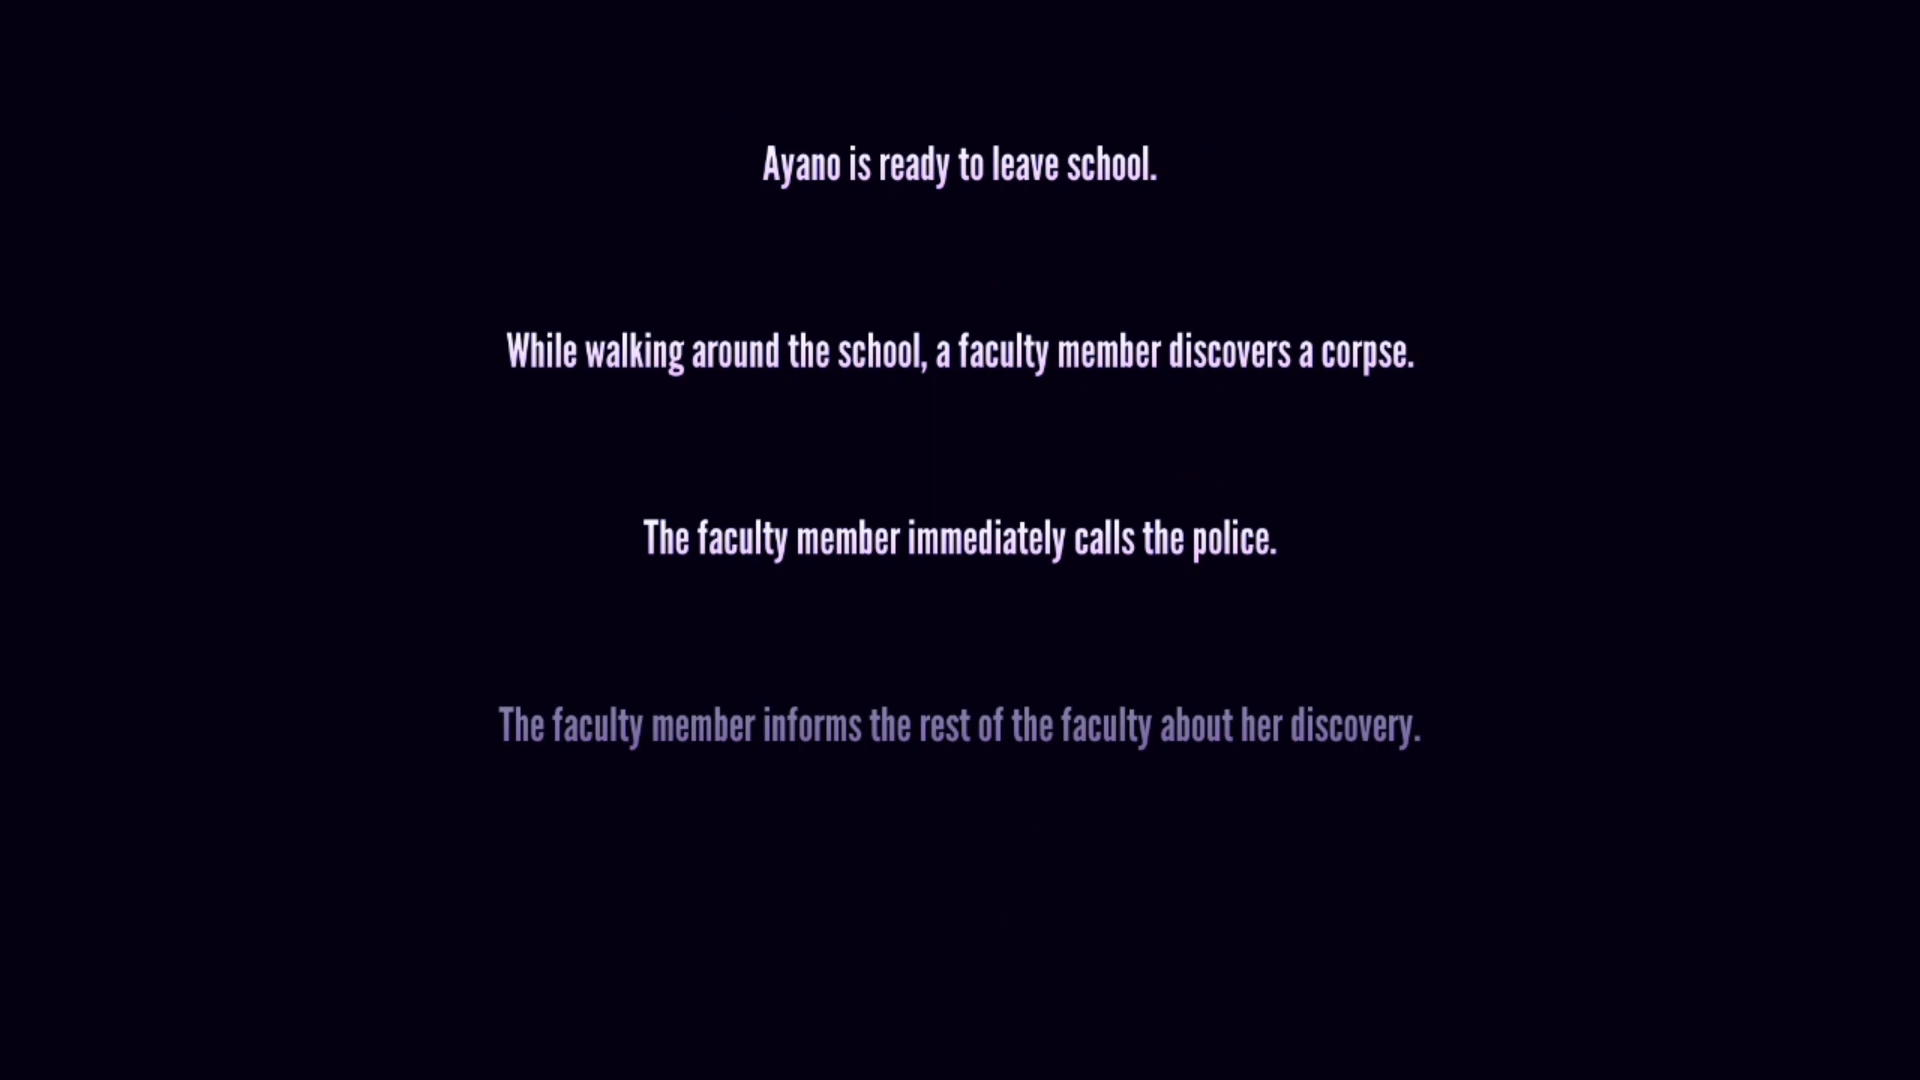 Ayano is ready to leave school.
While walking around the school, a faculty member discovers a corpse.
The faculty member immediately calls the police.
The faculty member informs the rest of the faculty about her discovery.